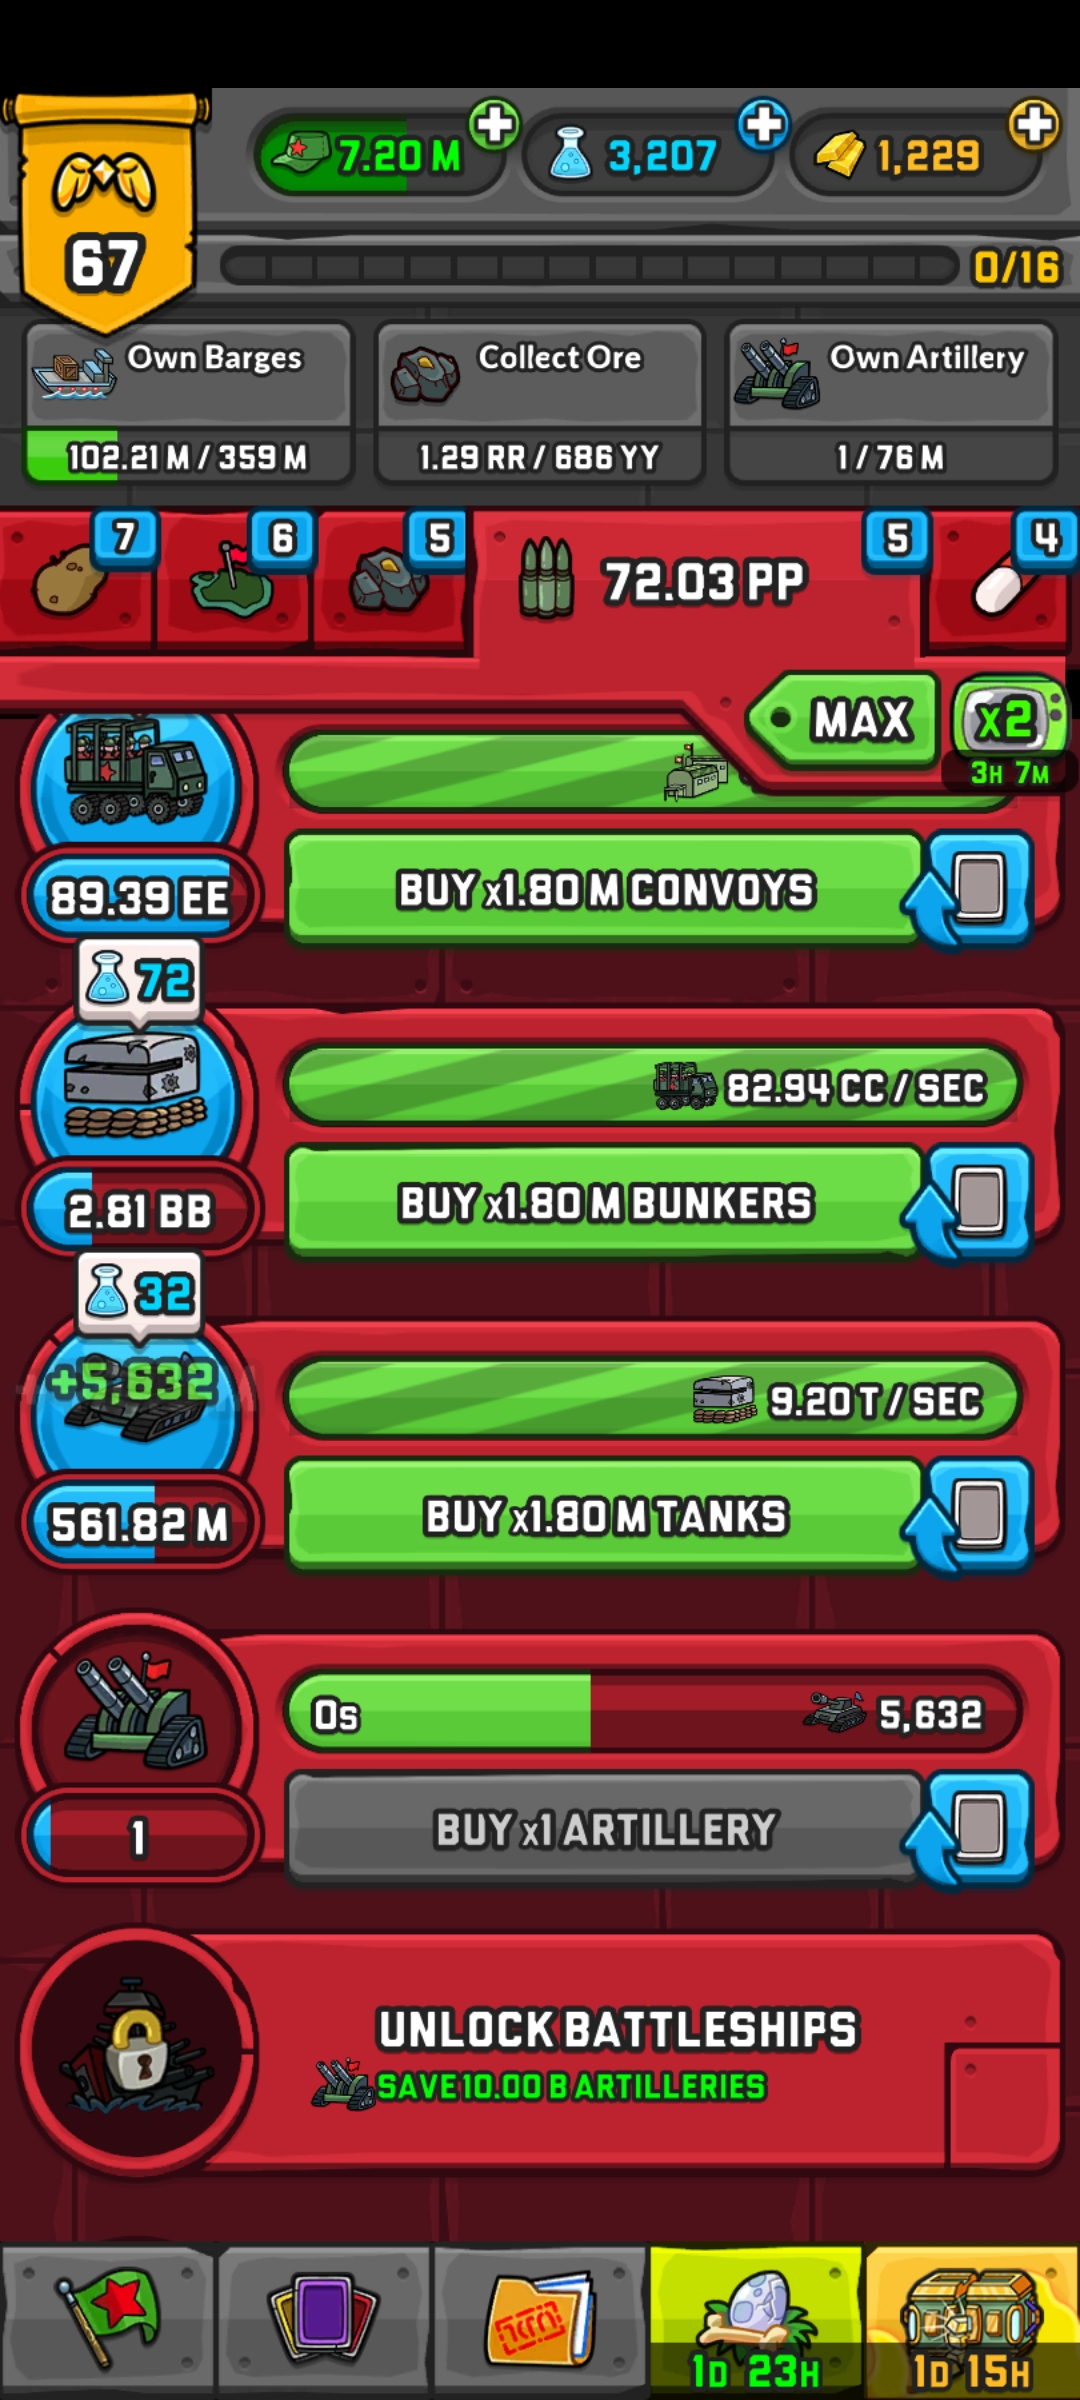 67
7.20 M
3,207
1,229
0/16
Own Barges
102.21 M / 359 M
Collect Ore
1.29 RR / 686 YY
Own Artillery
1 / 76 M
7
6
5
72.03 PP
5
4
MAX
x2
3H 7M
89.39 EE
BUY x1.80 M CONVOYS
72
82.94 CC / SEC
2.81 BB
BUY x1.80 M BUNKERS
32
+5,632
9.20 T / SEC
561.82 M
BUY x1.80 M TANKS
0s
5,632
1
BUY x1 ARTILLERY
UNLOCK BATTLESHIPS
SAVE 10.00 B ARTILLERIES
1D 23H
1D 15H